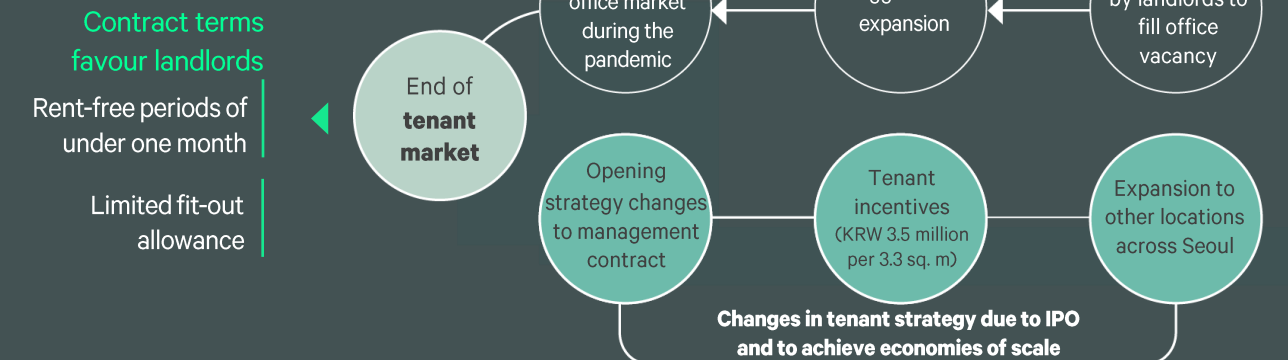 Contract terms
favour landlords
Rent-free periods of
under one month
Limited fit-out
allowance
End of
tenant
market
office market
during the
pandemic
expansion
by landlords to
fill office
vacancy
Opening
strategy changes
to management
contract
Tenant
incentives
(KRW 3.5 million
per 3.3 sq. m)
Expansion to
other locations
across Seoul
Changes in tenant strategy due to IPO
and to achieve economies of scale